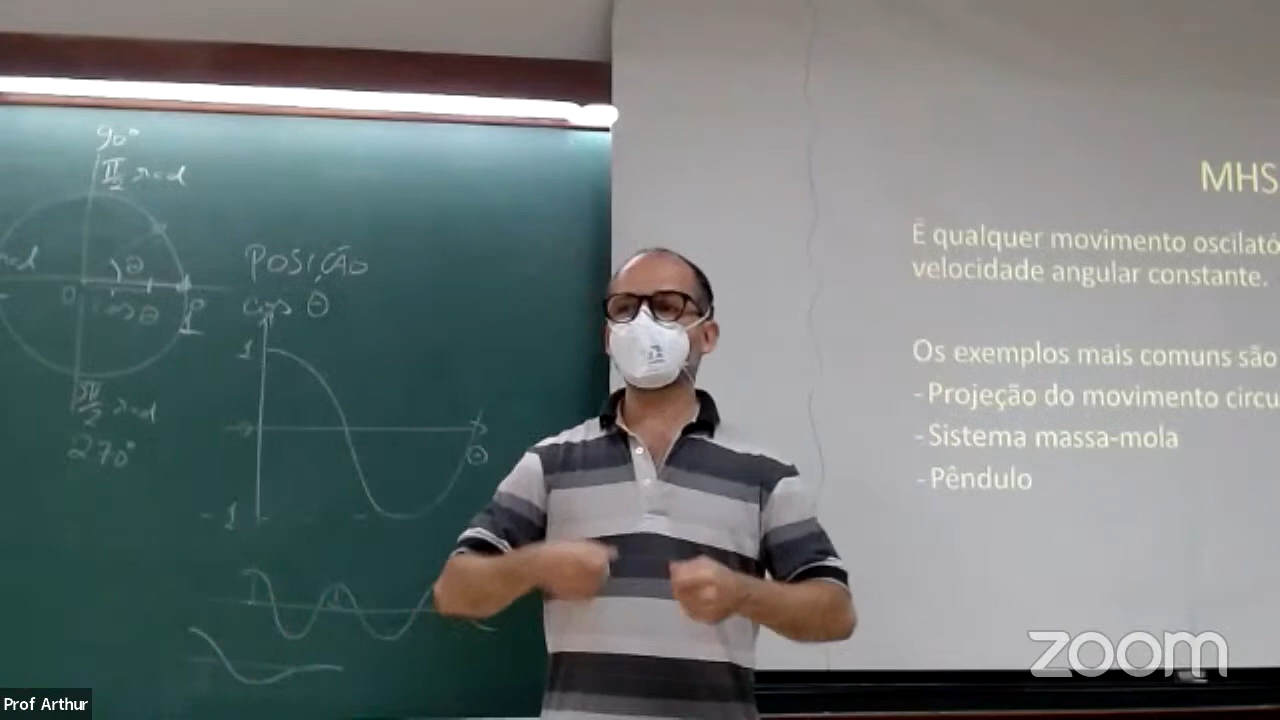 90°
π/2 rad
θ
0
cos θ
P
3π/2 rad
270°
POSIÇÃO
cos θ
1
θ
-1
MHS
É qualquer movimento oscilató
velocidade angular constante.
Os exemplos mais comuns são
- Projeção do movimento circu
- Sistema massa-mola
- Pêndulo
zoom
Prof Arthur